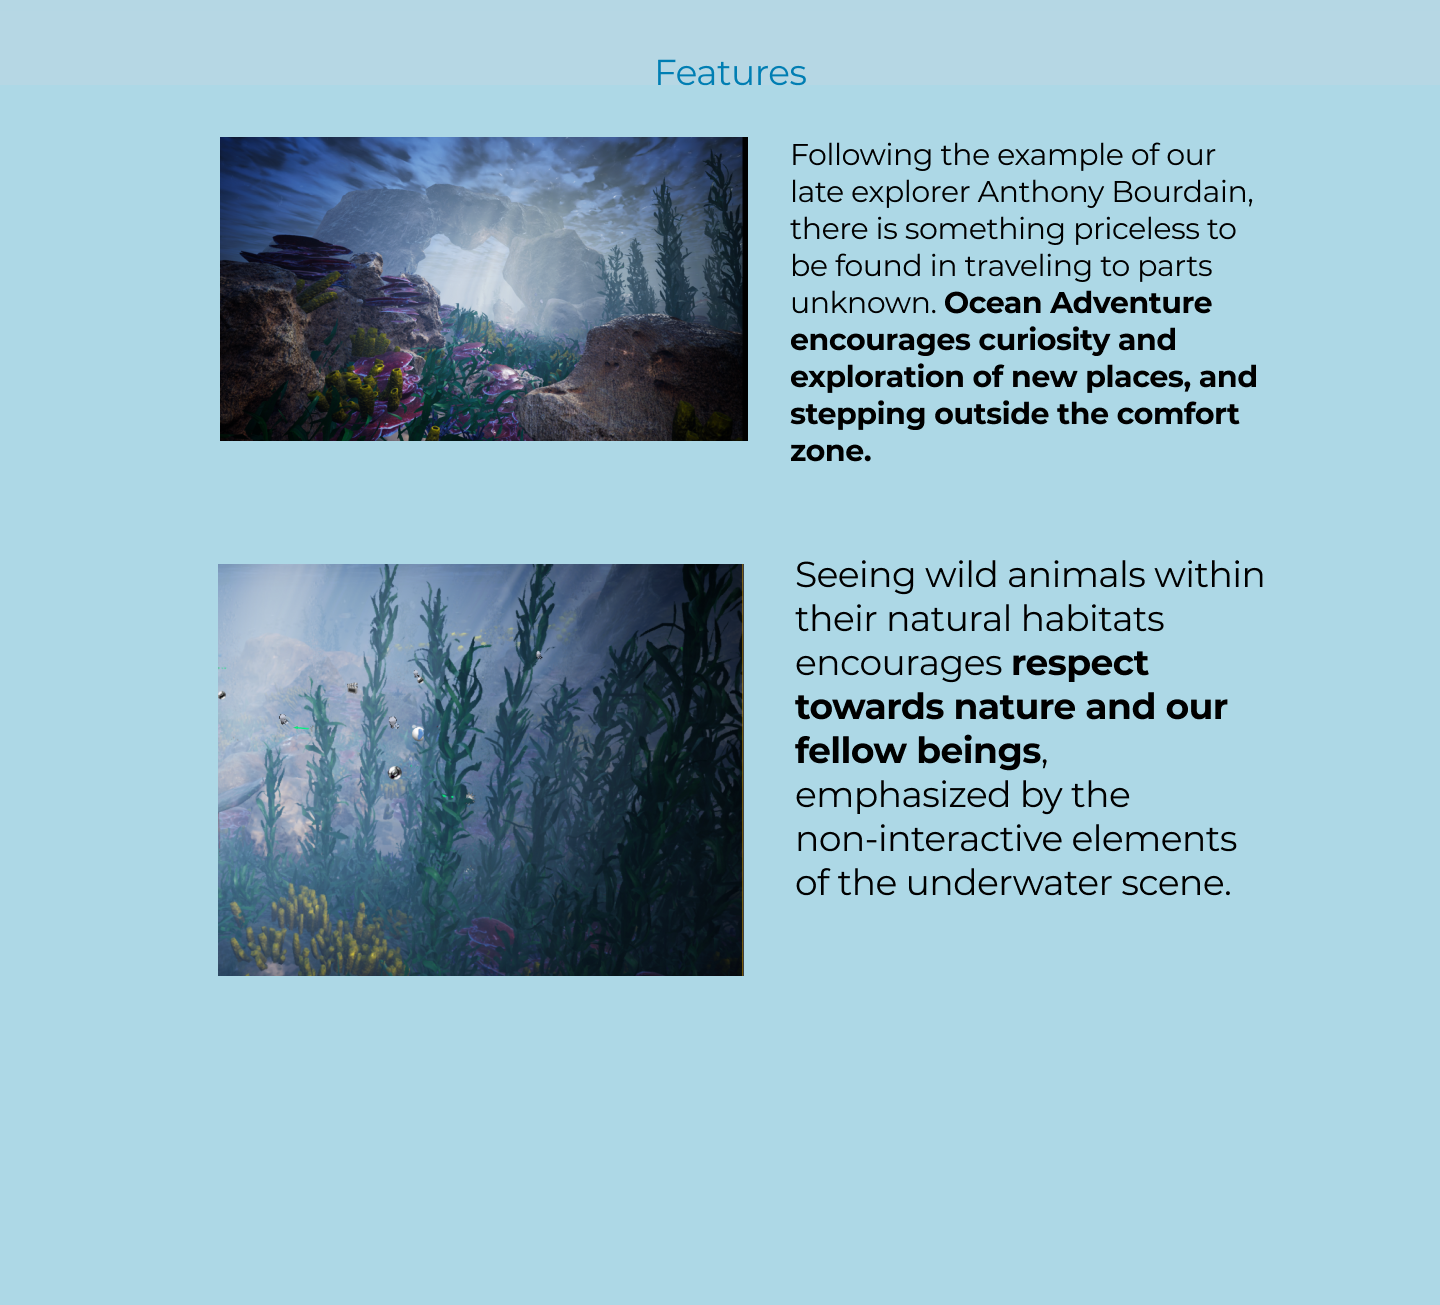 Features
Following the example of our
late explorer Anthony Bourdain,
there is something priceless to
be found in traveling to parts
unknown. Ocean Adventure
encourages curiosity and
exploration of new places, and
stepping outside the comfort
zone.
Seeing wild animals within
their natural habitats
encourages respect
towards nature and our
fellow beings,
emphasized by the
non-interactive elements
of the underwater scene.